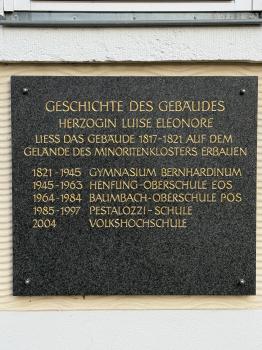 GESCHICHTE DES GEBÄUDES
HERZOGIN LUISE ELEONORE
LIESS DAS GEBÄUDE 1817-1821 AUF DEM
GELÄNDE DES MINORITENKLOSTERS ERBAUEN
1821-1945 GYMNASIUM BERNHARDINUM
1945-1963 HENFLING-OBERSCHULE EOS
1964-1984 BAUMBACH-OBERSCHULE POS
1985-1997 PESTALOZZI-SCHULE
2004 VOLKSHOCHSCHULE